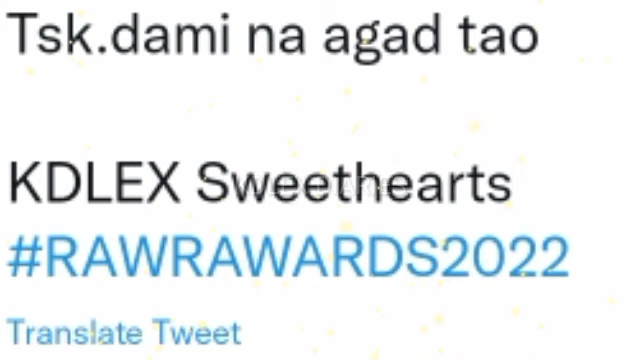 Tsk.dami na agad tao
KDLEX Sweethearts
#RAWRAWARDS2022
Translate Tweet